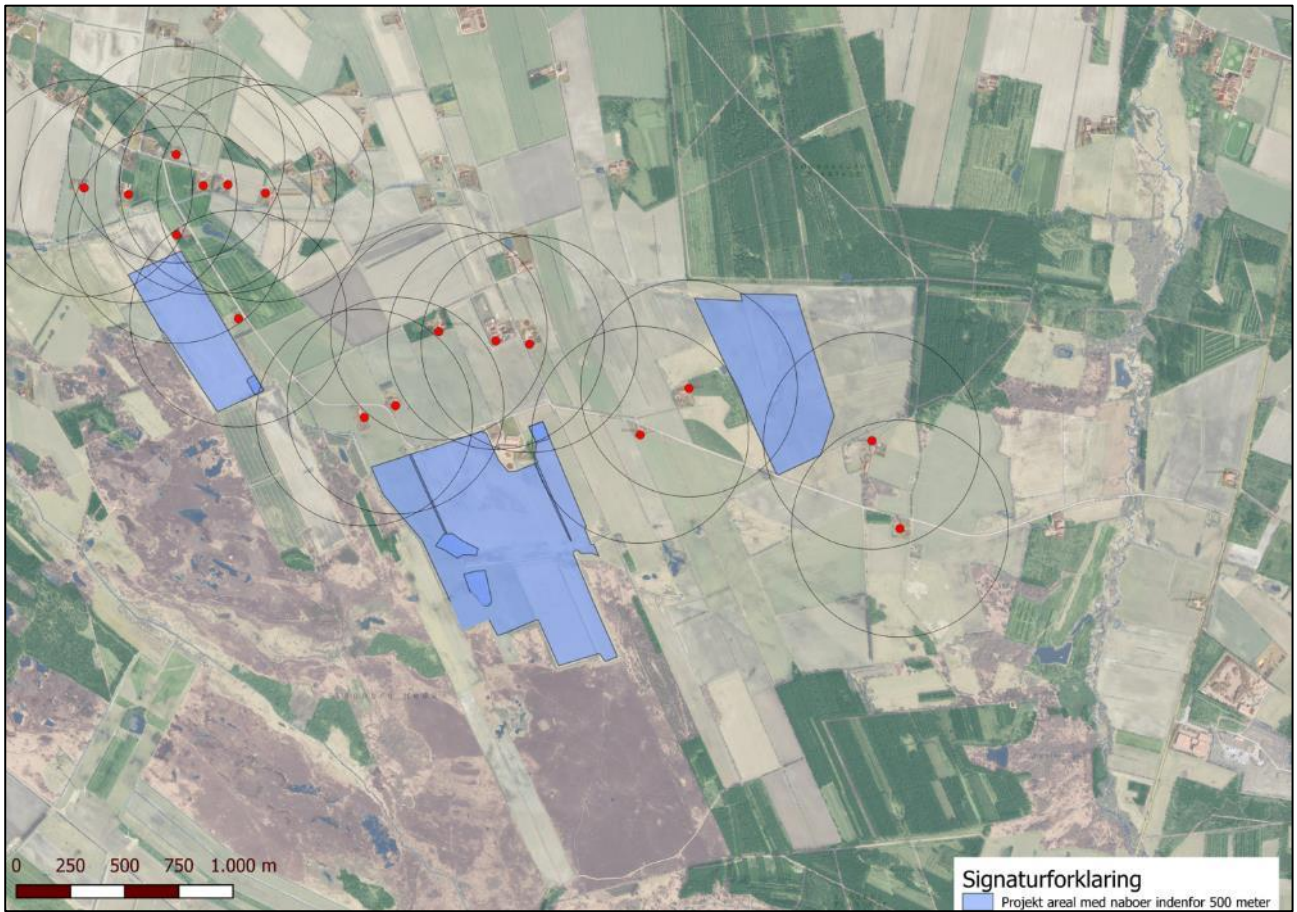 0 250 500 750 1.000 m
Signaturforklaring
Projekt areal med naboer indenfor 500 meter